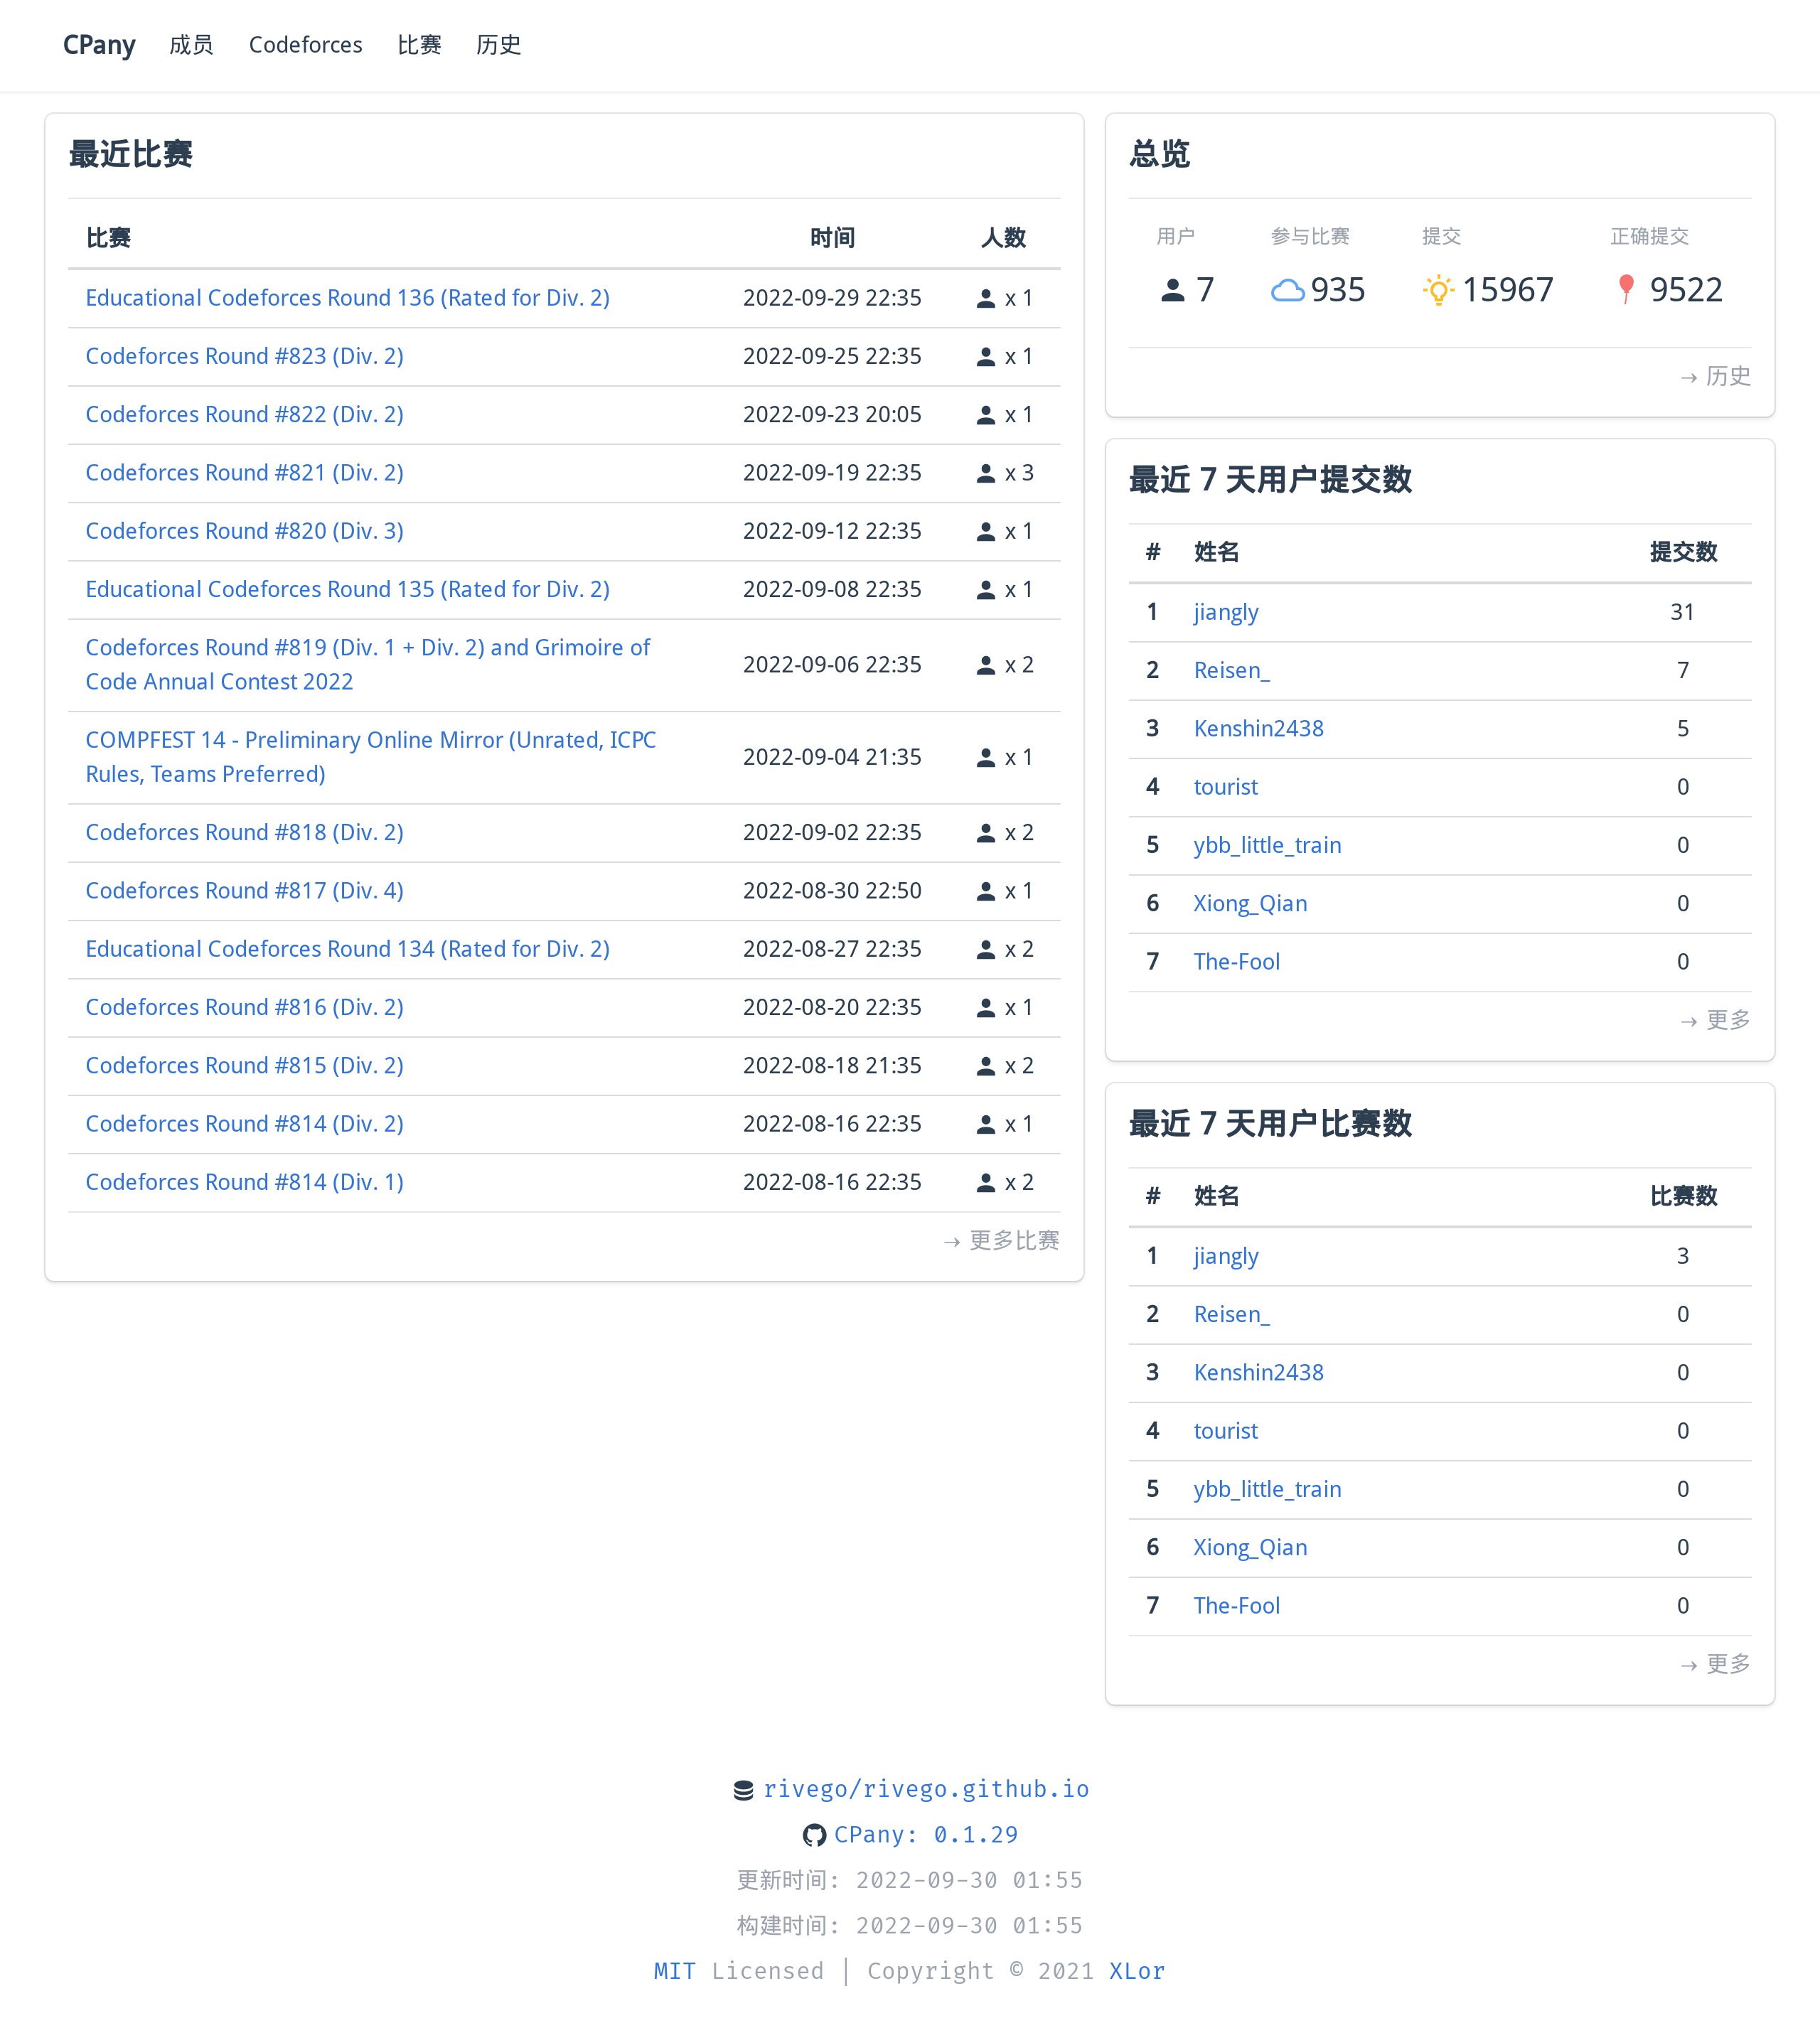 CPany 成员 Codeforces 比赛 历史
最近比赛
比赛 时间 人数
Educational Codeforces Round 136 (Rated for Div. 2) 2022-09-29 22:35 x 1
Codeforces Round #823 (Div. 2) 2022-09-25 22:35 x 1
Codeforces Round #822 (Div. 2) 2022-09-23 20:05 x 1
Codeforces Round #821 (Div. 2) 2022-09-19 22:35 x 3
Codeforces Round #820 (Div. 3) 2022-09-12 22:35 x 1
Educational Codeforces Round 135 (Rated for Div. 2) 2022-09-08 22:35 x 1
Codeforces Round #819 (Div. 1 + Div. 2) and Grimoire of
Code Annual Contest 2022 2022-09-06 22:35 x 2
COMPFEST 14 - Preliminary Online Mirror (Unrated, ICPC
Rules, Teams Preferred) 2022-09-04 21:35 x 1
Codeforces Round #818 (Div. 2) 2022-09-02 22:35 x 2
Codeforces Round #817 (Div. 4) 2022-08-30 22:50 x 1
Educational Codeforces Round 134 (Rated for Div. 2) 2022-08-27 22:35 x 2
Codeforces Round #816 (Div. 2) 2022-08-20 22:35 x 1
Codeforces Round #815 (Div. 2) 2022-08-18 21:35 x 2
Codeforces Round #814 (Div. 2) 2022-08-16 22:35 x 1
Codeforces Round #814 (Div. 1) 2022-08-16 22:35 x 2
→ 更多比赛
总览
用户 参与比赛 提交 正确提交
7 935 15967 9522
→ 历史
最近 7 天用户提交数
# 姓名 提交数
1 jiangly 31
2 Reisen_ 7
3 Kenshin2438 5
4 tourist 0
5 ybb_little_train 0
6 Xiong_Qian 0
7 The-Fool 0
→ 更多
最近 7 天用户比赛数
# 姓名 比赛数
1 jiangly 3
2 Reisen_ 0
3 Kenshin2438 0
4 tourist 0
5 ybb_little_train 0
6 Xiong_Qian 0
7 The-Fool 0
→ 更多
rivego/rivego.github.io
CPany: 0.1.29
更新时间: 2022-09-30 01:55
构建时间: 2022-09-30 01:55
MIT Licensed | Copyright © 2021 XLor